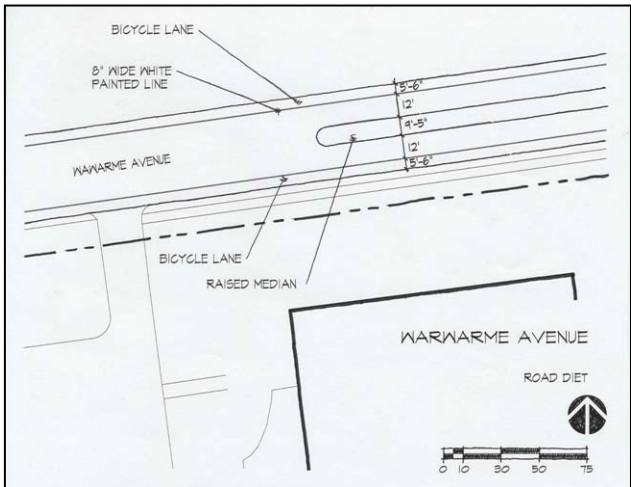 BICYCLE LANE
8" WIDE WHITE
PAINTED LINE
5'-6"
12'
9'-5"
12'
5'-6"
WAWARME AVENUE
BICYCLE LANE
RAISED MEDIAN
WARWARME AVENUE
ROAD DIET
0 10 30 50 75